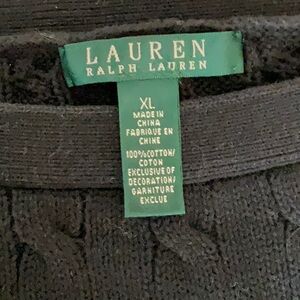 LAUREN
RALPH LAUREN
XL
MADE IN
CHINA
FABRIQUE EN
CHINE
100% COTTON/
COTON
EXCLUSIVE OF
DECORATION/
GARNITURE
EXCLUE